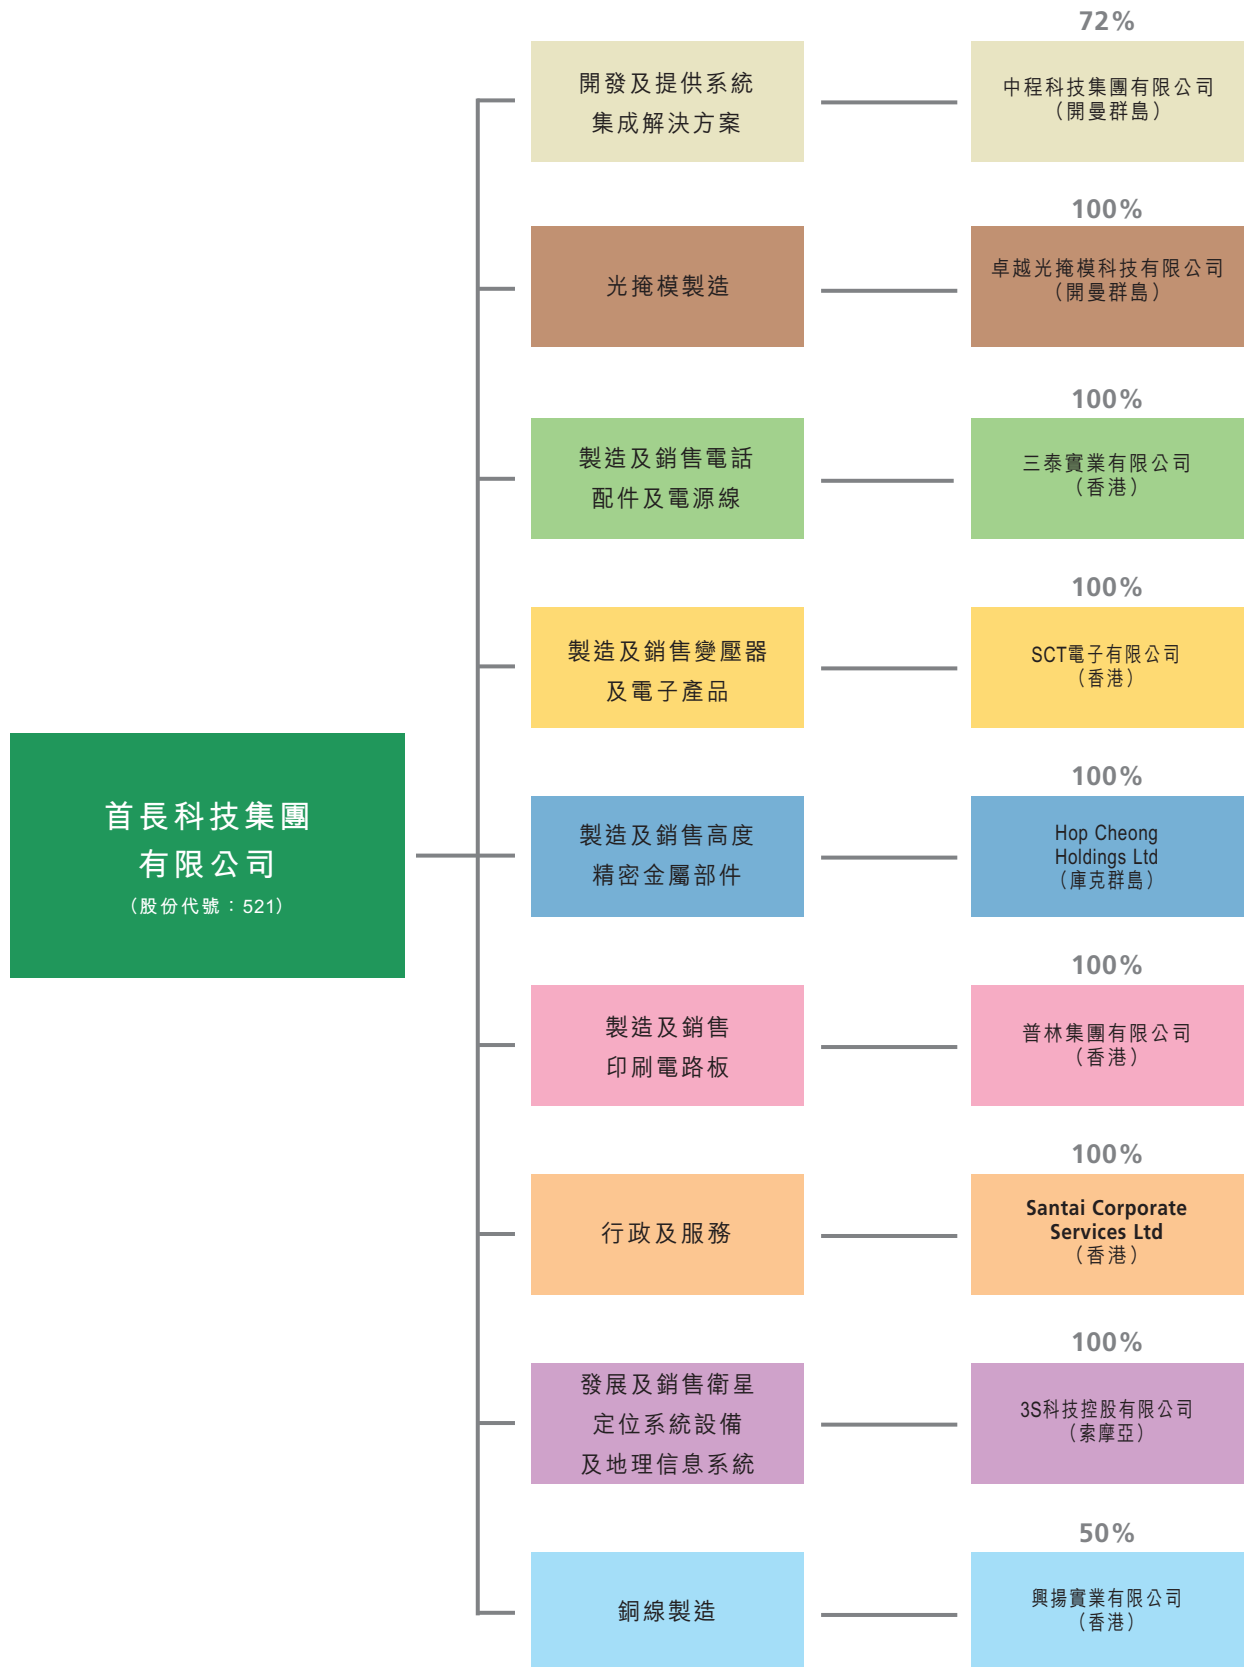 首長科技集團
有限公司
（股份代號：521）
72%
開發及提供系統
集成解決方案
中程科技集團有限公司
（開曼群島）
100%
光掩模製造
卓越光掩模科技有限公司
（開曼群島）
100%
製造及銷售電話
配件及電源線
三泰實業有限公司
（香港）
100%
製造及銷售變壓器
及電子產品
SCT電子有限公司
（香港）
100%
製造及銷售高度
精密金屬部件
Hop Cheong
Holdings Ltd
（庫克群島）
100%
製造及銷售
印刷電路板
普林集團有限公司
（香港）
100%
行政及服務
Santai Corporate
Services Ltd
（香港）
100%
發展及銷售衛星
定位系統設備
及地理信息系統
3S科技控股有限公司
（索摩亞）
50%
銅線製造
興揚實業有限公司
（香港）